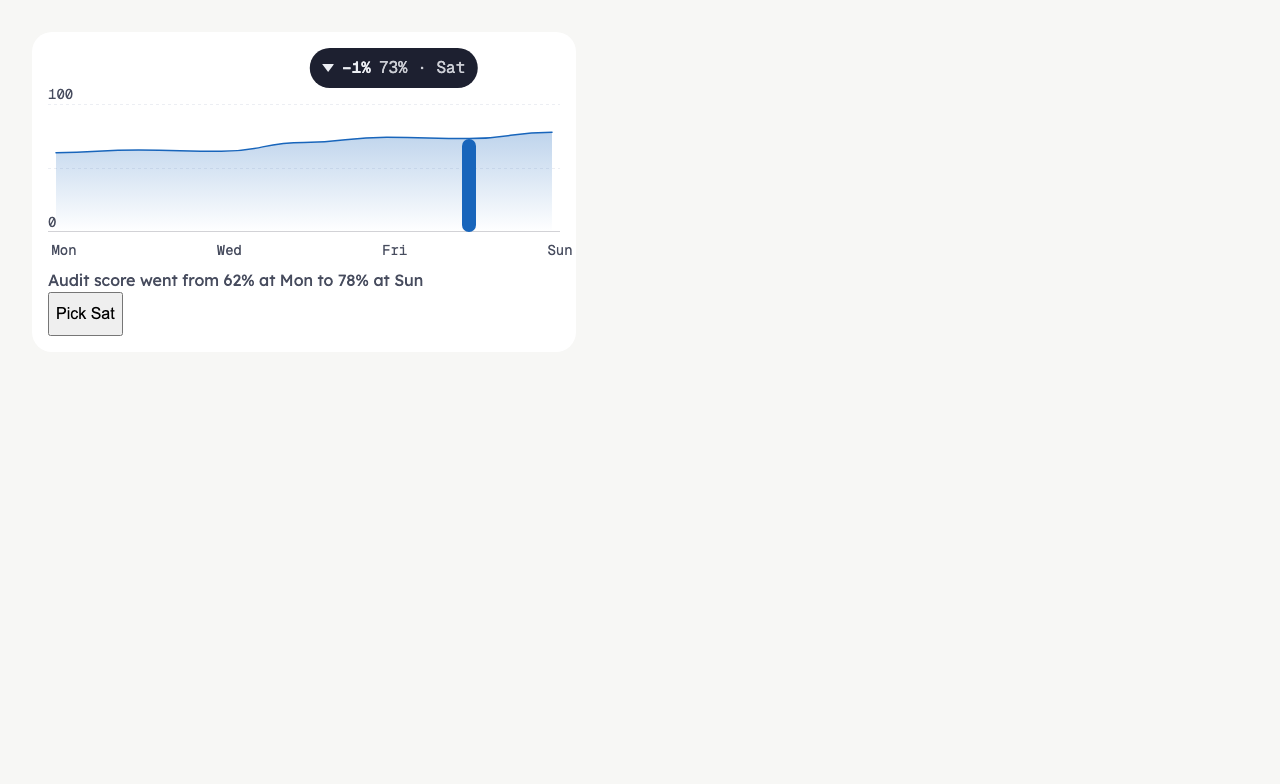 −1% 73% · Sat
100
0
Mon Wed Fri Sun
Audit score went from 62% at Mon to 78% at Sun
Pick Sat